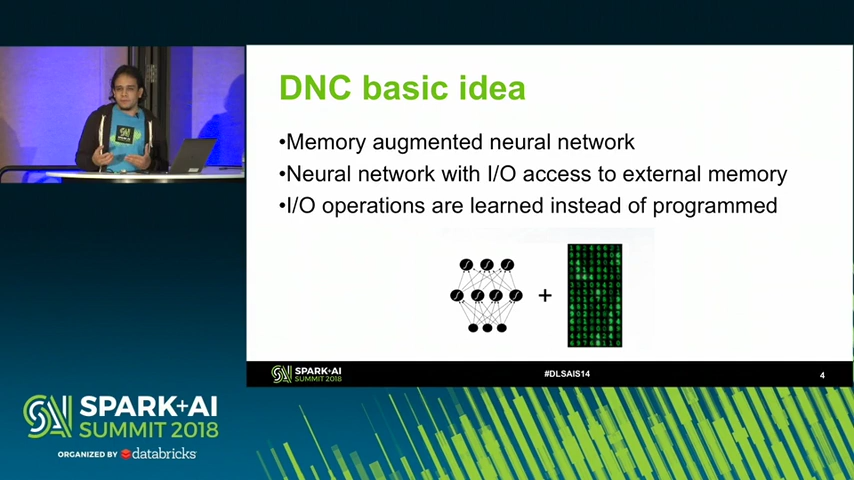 DNC basic idea
•Memory augmented neural network
•Neural network with I/O access to external memory
•I/O operations are learned instead of programmed
+
SPARK+AI
SUMMIT 2018
#DLSAIS14
4
SPARK+AI
SUMMIT 2018
ORGANIZED BY databricks